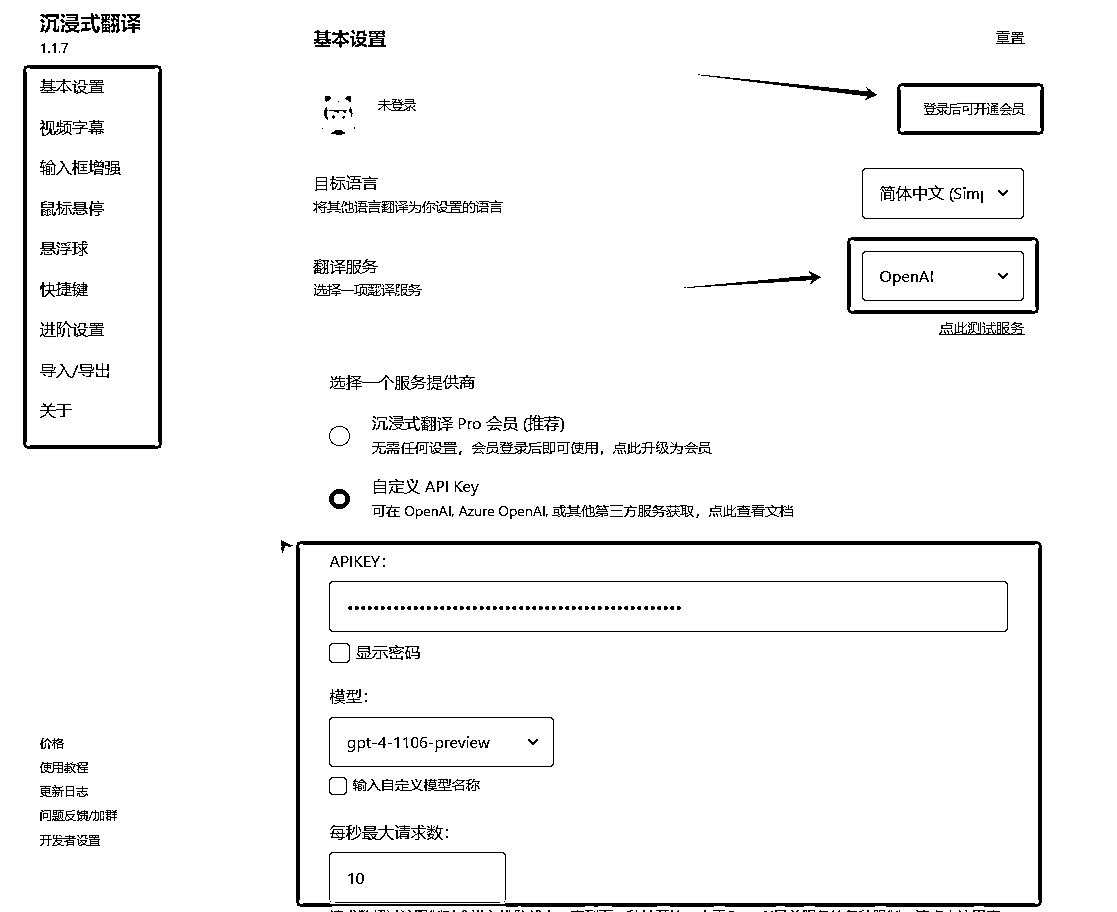 沉浸式翻译
1.1.7
基本设置
视频字幕
输入框增强
鼠标悬停
悬浮球
快捷键
进阶设置
导入/导出
关于
价格
使用教程
更新日志
问题反馈/加群
开发者设置
基本设置
重置
未登录
登录后可开通会员
目标语言
将其他语言翻译为你设置的语言
简体中文 (Simp
翻译服务
选择一项翻译服务
OpenAI
点此测试服务
选择一个服务提供商
沉浸式翻译 Pro 会员 (推荐)
无需任何设置，会员登录后即可使用，点此升级为会员
自定义 API Key
可在 OpenAI, Azure OpenAI, 或其他第三方服务获取，点此查看文档
APIKEY:
显示密码
模型:
gpt-4-1106-preview
输入自定义模型名称
每秒最大请求数:
10